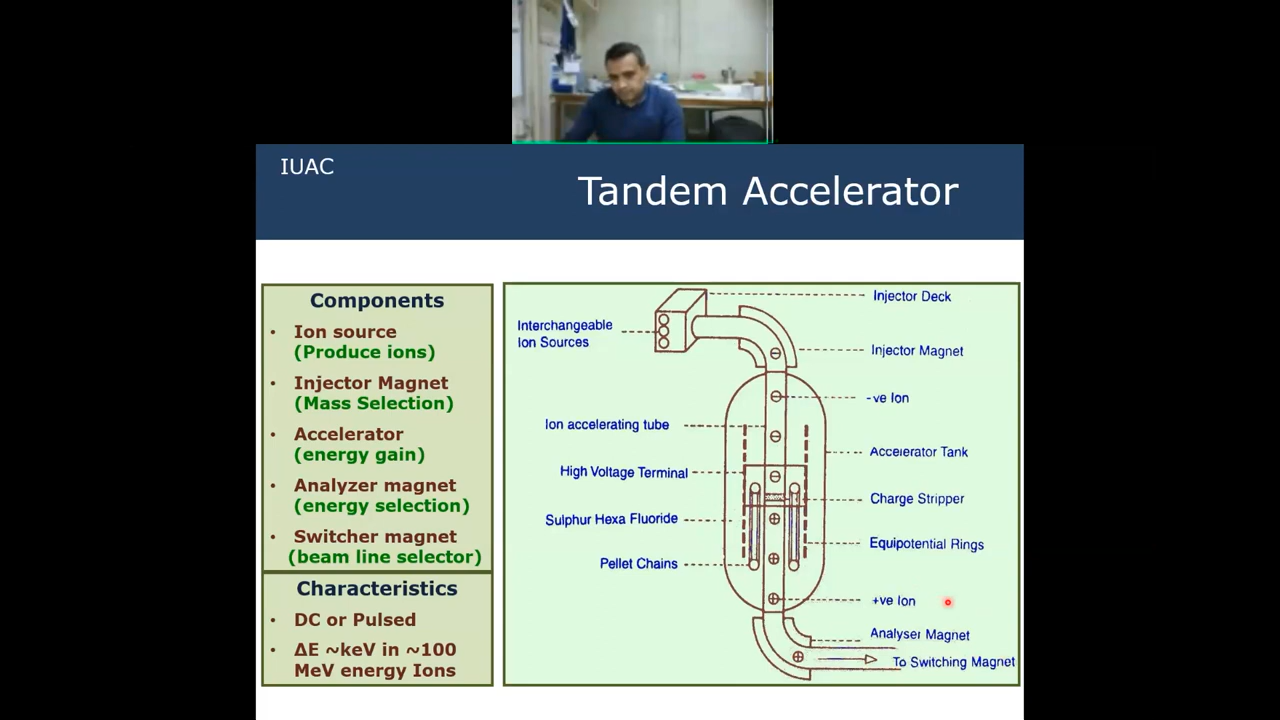 IUAC
Tandem Accelerator
Components
• Ion source
(Produce ions)
• Injector Magnet
(Mass Selection)
• Accelerator
(energy gain)
• Analyzer magnet
(energy selection)
• Switcher magnet
(beam line selector)
Characteristics
• DC or Pulsed
• ΔE ~keV in ~100
MeV energy Ions
Injector Deck
Interchangeable
Ion Sources
Injector Magnet
-ve Ion
Ion accelerating tube
Accelerator Tank
High Voltage Terminal
Charge Stripper
Sulphur Hexa Fluoride
Equipotential Rings
Pellet Chains
+ve Ion
Analyser Magnet
To Switching Magnet